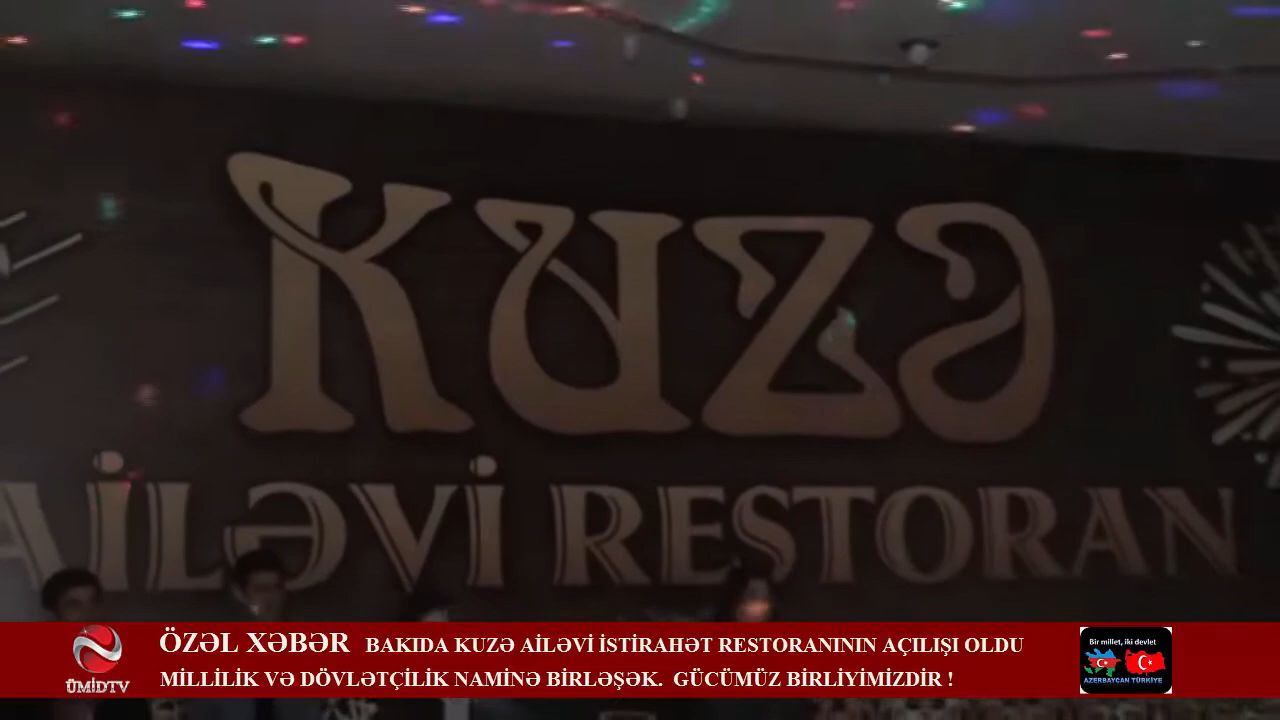 KUZƏ
AİLƏVİ RESTORAN
ÖZƏL XƏBƏR BAKIDA KUZƏ AİLƏVİ İSTİRAHƏT RESTORANININ AÇILIŞI OLDU
MİLLİLİK VƏ DÖVLƏTÇİLİK NAMİNƏ BİRLƏŞƏK. GÜCÜMÜZ BİRLİYİMİZDİR !
ÜMİDTV
Bir millet, iki devlet
AZERBAYCAN TÜRKİYE